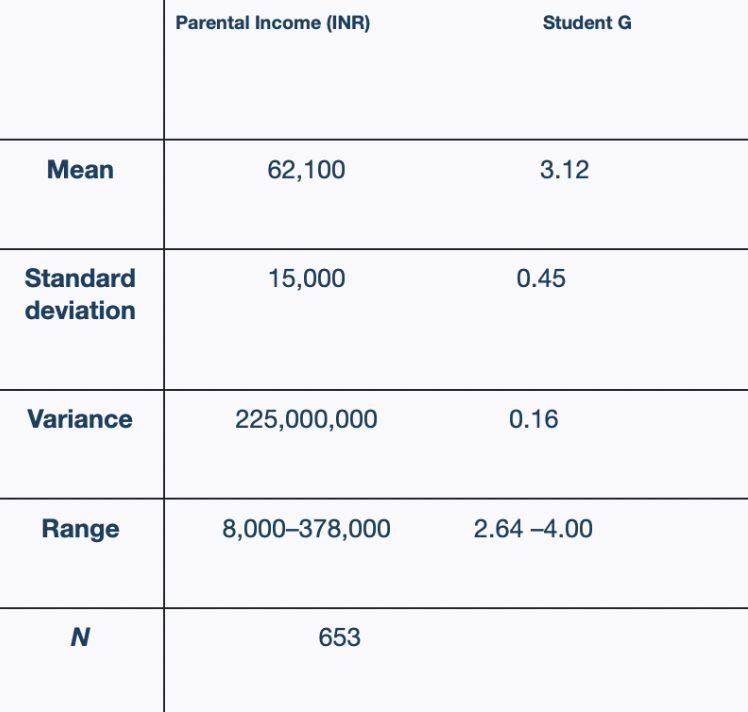 Parental Income (INR) Student G
Mean 62,100 3.12
Standard 15,000 0.45
deviation
Variance 225,000,000 0.16
Range 8,000–378,000 2.64 –4.00
N 653